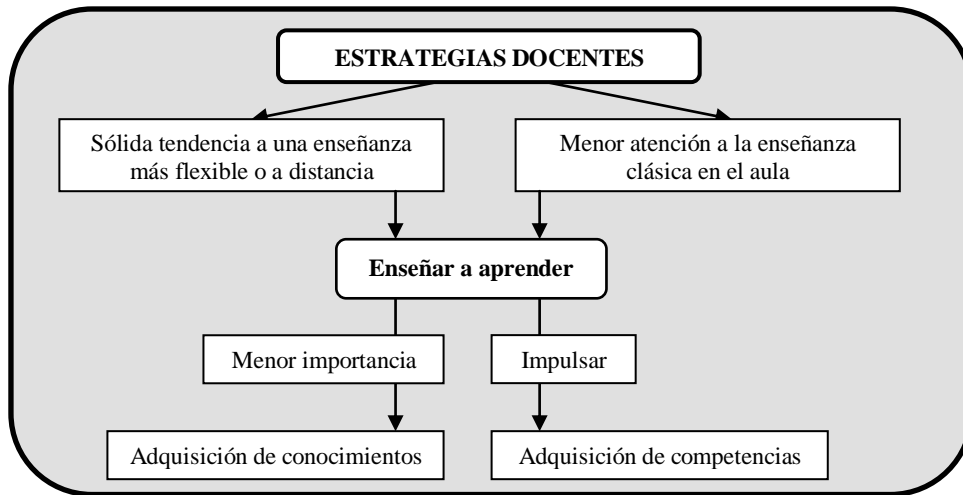 ESTRATEGIAS DOCENTES
Sólida tendencia a una enseñanza
más flexible o a distancia
Menor atención a la enseñanza
clásica en el aula
Enseñar a aprender
Menor importancia
Impulsar
Adquisición de conocimientos
Adquisición de competencias